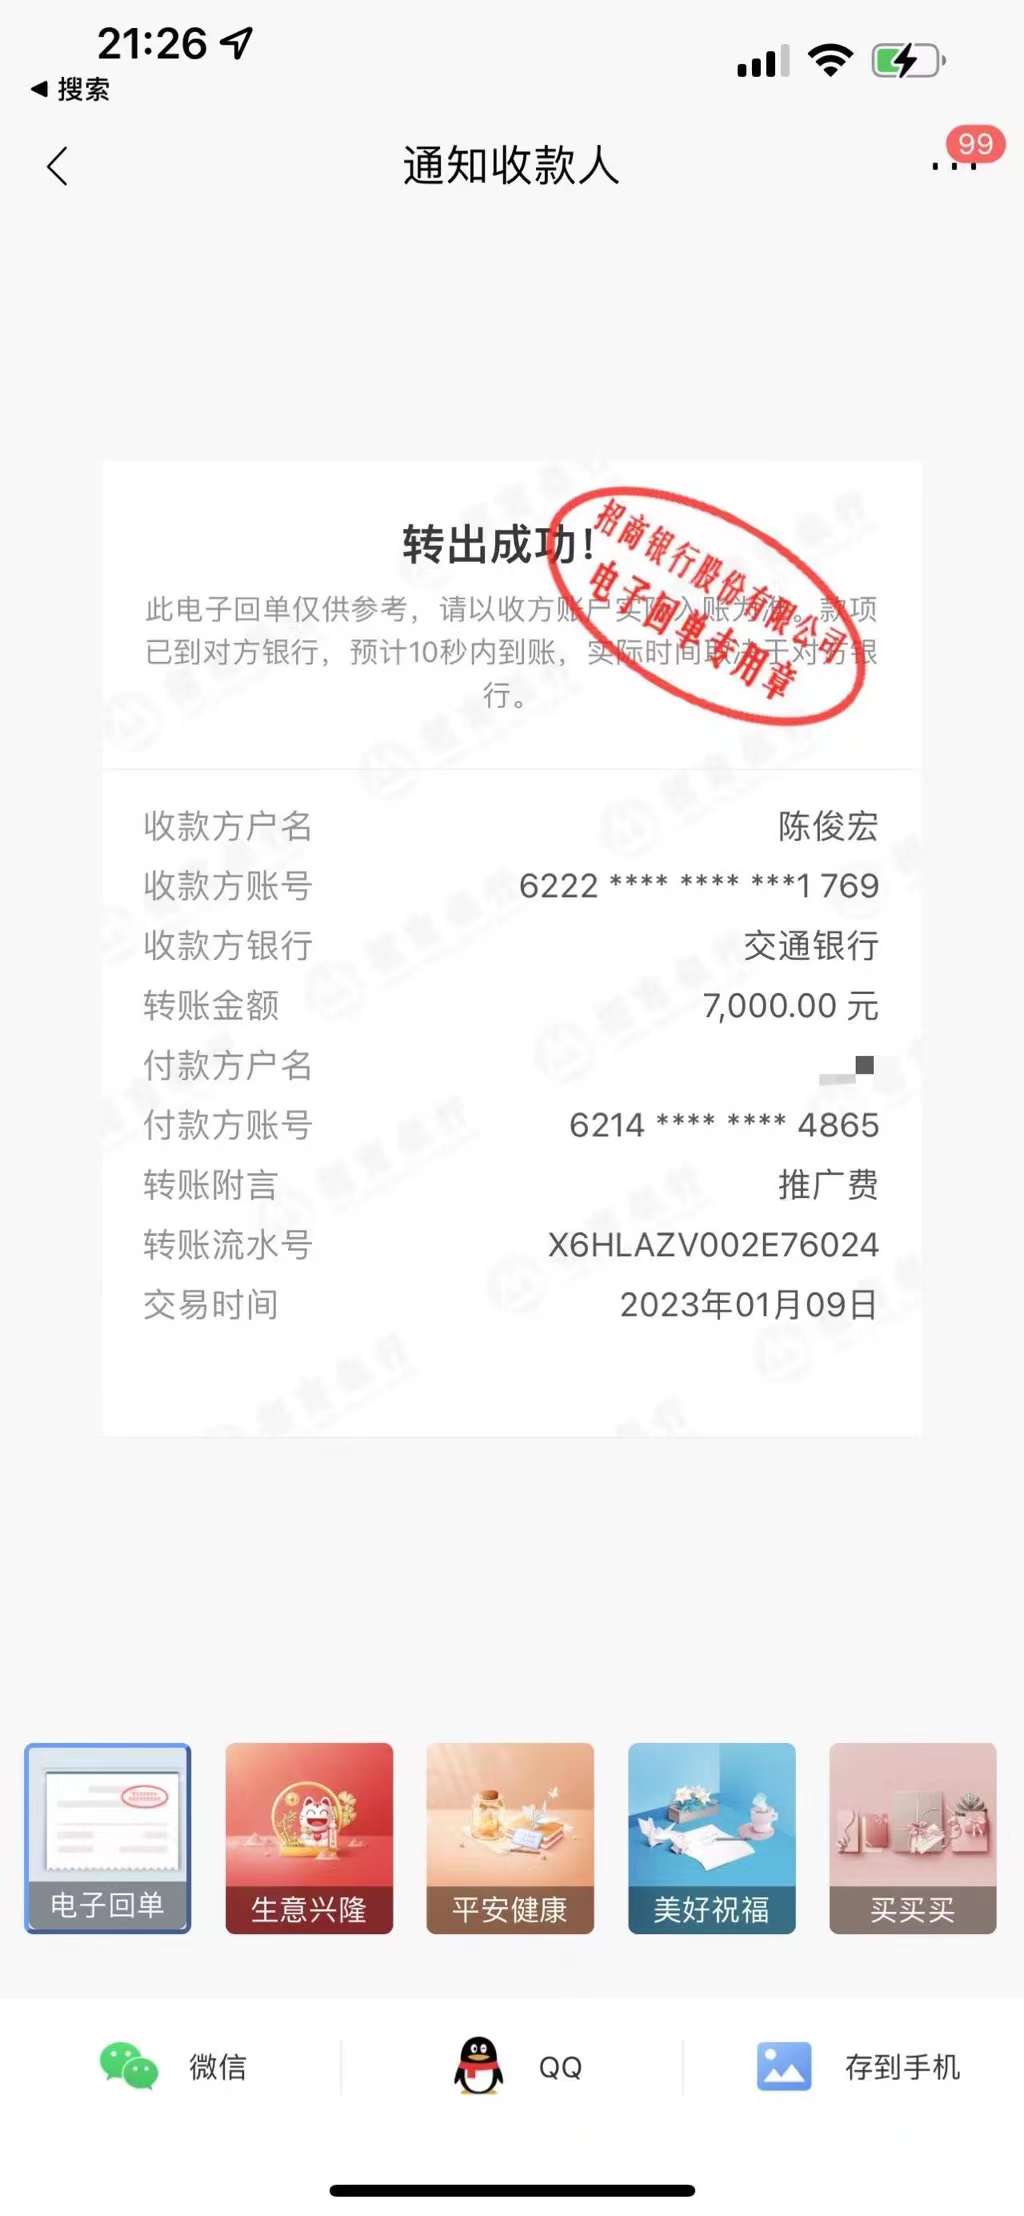 21:26
搜索
通知收款人
99
转出成功!
招商银行股份有限公司
电子回单专用章
此电子回单仅供参考，请以收方账户实际入账为准。款项
已到对方银行，预计10秒内到账，实际时间取决于对方银
行。
收款方户名 陈俊宏
收款方账号 6222 **** **** ***1 769
收款方银行 交通银行
转账金额 7,000.00 元
付款方户名
付款方账号 6214 **** **** 4865
转账附言 推广费
转账流水号 X6HLAZV002E76024
交易时间 2023年01月09日
电子回单 生意兴隆 平安健康 美好祝福 买买买
微信 QQ 存到手机